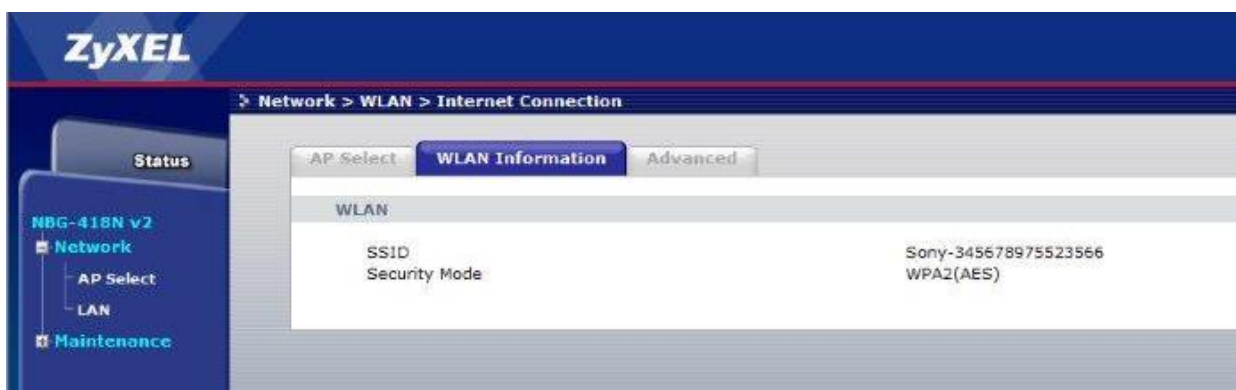 ZyXEL
> Network > WLAN > Internet Connection
Status
AP Select WLAN Information Advanced
WLAN
SSID Sony-345678975523566
Security Mode WPA2(AES)
NBG-418N v2
Network
AP Select
LAN
Maintenance